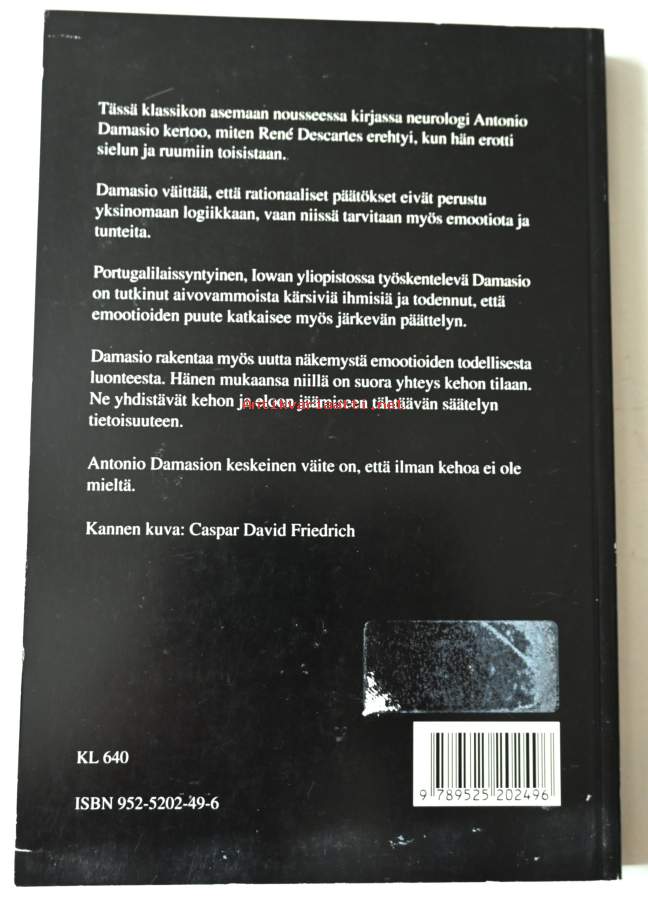 Tässä klassikon asemaan nousseessa kirjassa neurologi Antonio
Damasio kertoo, miten René Descartes erehtyi, kun hän erotti
sielun ja ruumiin toisistaan.
Damasio väittää, että rationaaliset päätökset eivät perustu
yksinomaan logiikkaan, vaan niissä tarvitaan myös emootiota ja
tunteita.
Portugalilaissyntyinen, Iowan yliopistossa työskentelevä Damasio
on tutkinut aivovammoista kärsiviä ihmisiä ja todennut, että
emootioiden puute katkaisee myös järkevän päättelyn.
Damasio rakentaa myös uutta näkemystä emootioiden todellisesta
luonteesta. Hänen mukaansa niillä on suora yhteys kehon tilaan.
Ne yhdistävät kehon ja eloon jäämiseen tähtäävän säätelyn
tietoisuuteen.
Antonio Damasion keskeinen väite on, että ilman kehoa ei ole
mieltä.
Kannen kuva: Caspar David Friedrich
KL 640
ISBN 952-5202-49-6
9 789525 202496